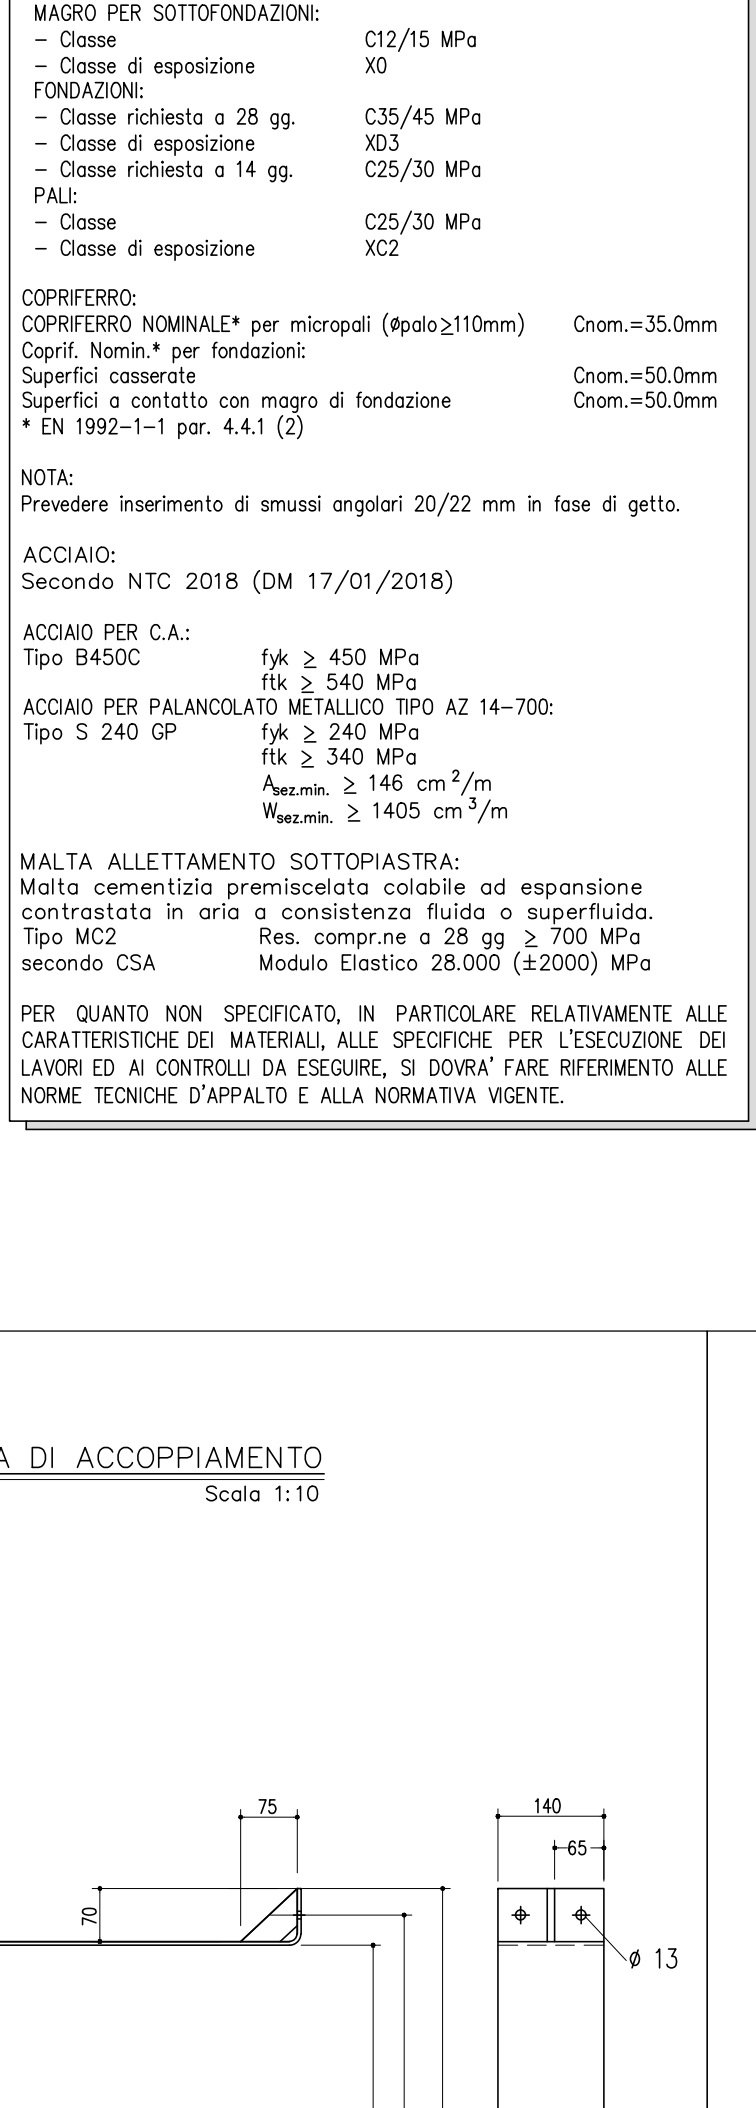 MAGRO PER SOTTOFONDAZIONI:
– Classe C12/15 MPa
– Classe di esposizione X0
FONDAZIONI:
– Classe richiesta a 28 gg. C35/45 MPa
– Classe di esposizione XD3
– Classe richiesta a 14 gg. C25/30 MPa
PALI:
– Classe C25/30 MPa
– Classe di esposizione XC2
COPRIFERRO:
COPRIFERRO NOMINALE* per micropali (øpalo≥110mm) Cnom.=35.0mm
Coprif. Nomin.* per fondazioni:
Superfici casserate Cnom.=50.0mm
Superfici a contatto con magro di fondazione Cnom.=50.0mm
* EN 1992–1–1 par. 4.4.1 (2)
NOTA:
Prevedere inserimento di smussi angolari 20/22 mm in fase di getto.
ACCIAIO:
Secondo NTC 2018 (DM 17/01/2018)
ACCIAIO PER C.A.:
Tipo B450C fyk ≥ 450 MPa
ftk ≥ 540 MPa
ACCIAIO PER PALANCOLATO METALLICO TIPO AZ 14–700:
Tipo S 240 GP fyk ≥ 240 MPa
ftk ≥ 340 MPa
Asez.min. ≥ 146 cm²/m
Wsez.min. ≥ 1405 cm³/m
MALTA ALLETTAMENTO SOTTOPIASTRA:
Malta cementizia premiscelata colabile ad espansione
contrastata in aria a consistenza fluida o superfluida.
Tipo MC2 Res. compr.ne a 28 gg ≥ 700 MPa
secondo CSA Modulo Elastico 28.000 (±2000) MPa
PER QUANTO NON SPECIFICATO, IN PARTICOLARE RELATIVAMENTE ALLE
CARATTERISTICHE DEI MATERIALI, ALLE SPECIFICHE PER L'ESECUZIONE DEI
LAVORI ED AI CONTROLLI DA ESEGUIRE, SI DOVRA' FARE RIFERIMENTO ALLE
NORME TECNICHE D'APPALTO E ALLA NORMATIVA VIGENTE.
A DI ACCOPPIAMENTO
Scala 1:10
75
140
65
70
ø 13